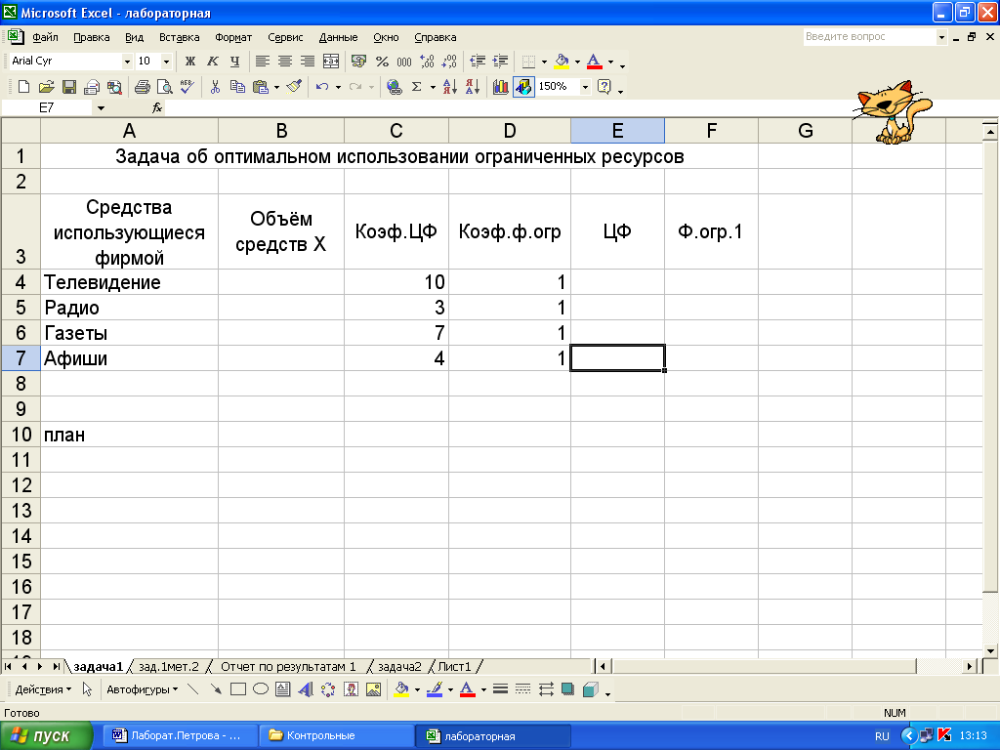 Microsoft Excel - лабораторная
Файл Правка Вид Вставка Формат Сервис Данные Окно Справка Введите вопрос
Arial Cyr 10 Ж К Ч % 000
150%
E7 fx
A B C D E F G
1 Задача об оптимальном использовании ограниченных ресурсов
2
Средства
использующиеся
фирмой
Объём
средств X
Коэф.ЦФ Коэф.ф.огр ЦФ Ф.огр.1
3
4 Телевидение 10 1
5 Радио 3 1
6 Газеты 7 1
7 Афиши 4 1
8
9
10 план
11
12
13
14
15
16
17
18
задача1 зад.1мет.2 Отчет по результатам 1 задача2 Лист1
Действия Автофигуры
Готово NUM
пуск Лаборат.Петрова - ... Контрольные лабораторная RU 13:13